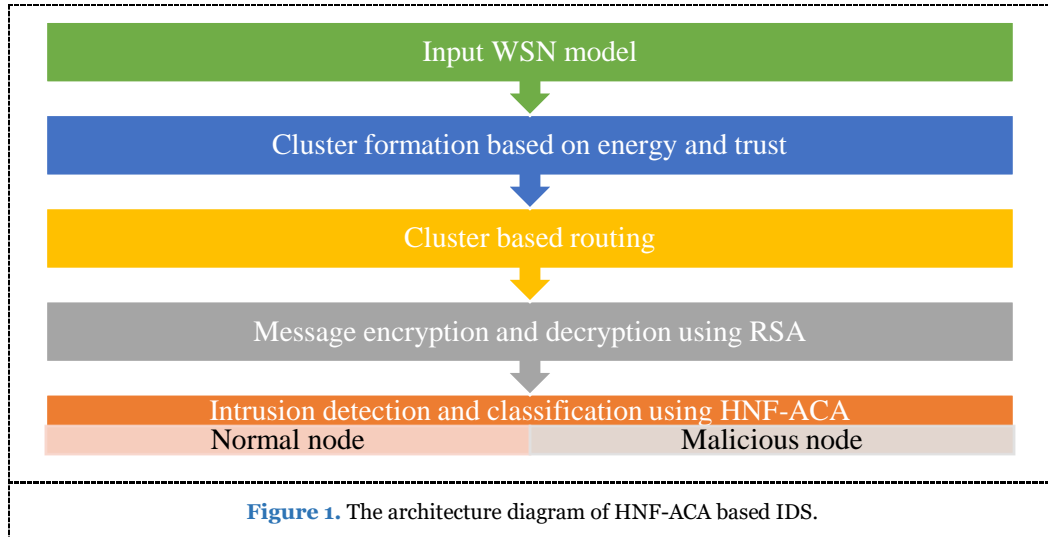 Input WSN model
Cluster formation based on energy and trust
Cluster based routing
Message encryption and decryption using RSA
Intrusion detection and classification using HNF-ACA
Normal node
Malicious node
Figure 1. The architecture diagram of HNF-ACA based IDS.